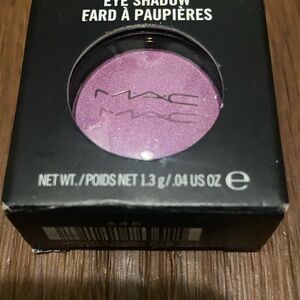 EYE SHADOW
FARD À PAUPIÈRES
MAC
MAC
NET WT./POIDS NET 1.3 g/.04 US OZ ℮